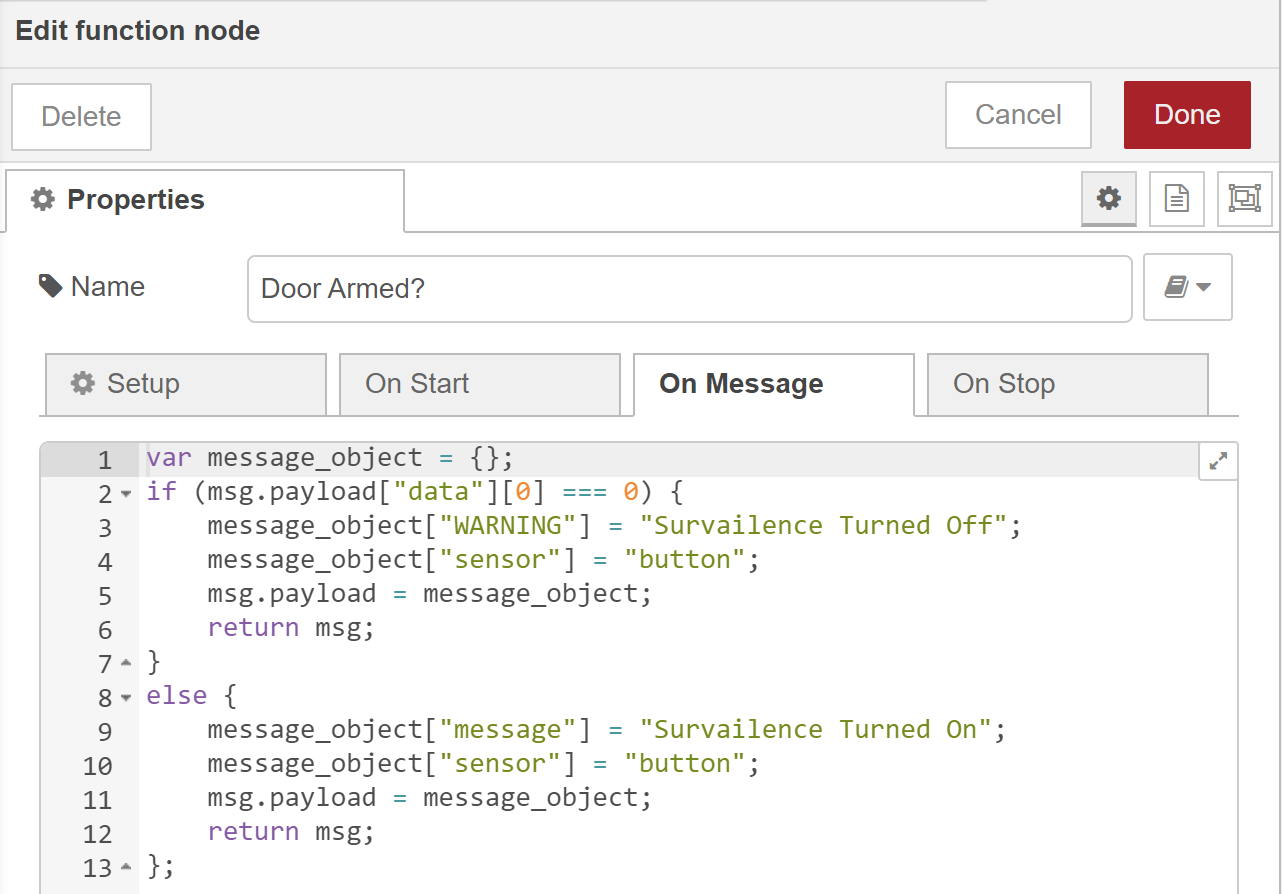 Edit function node
Delete
Cancel
Done
Properties
Name
Door Armed?
Setup
On Start
On Message
On Stop
1 var message_object = {};
2 if (msg.payload["data"][0] === 0) {
3     message_object["WARNING"] = "Survailence Turned Off";
4     message_object["sensor"] = "button";
5     msg.payload = message_object;
6     return msg;
7 }
8 else {
9     message_object["message"] = "Survailence Turned On";
10     message_object["sensor"] = "button";
11     msg.payload = message_object;
12     return msg;
13 };